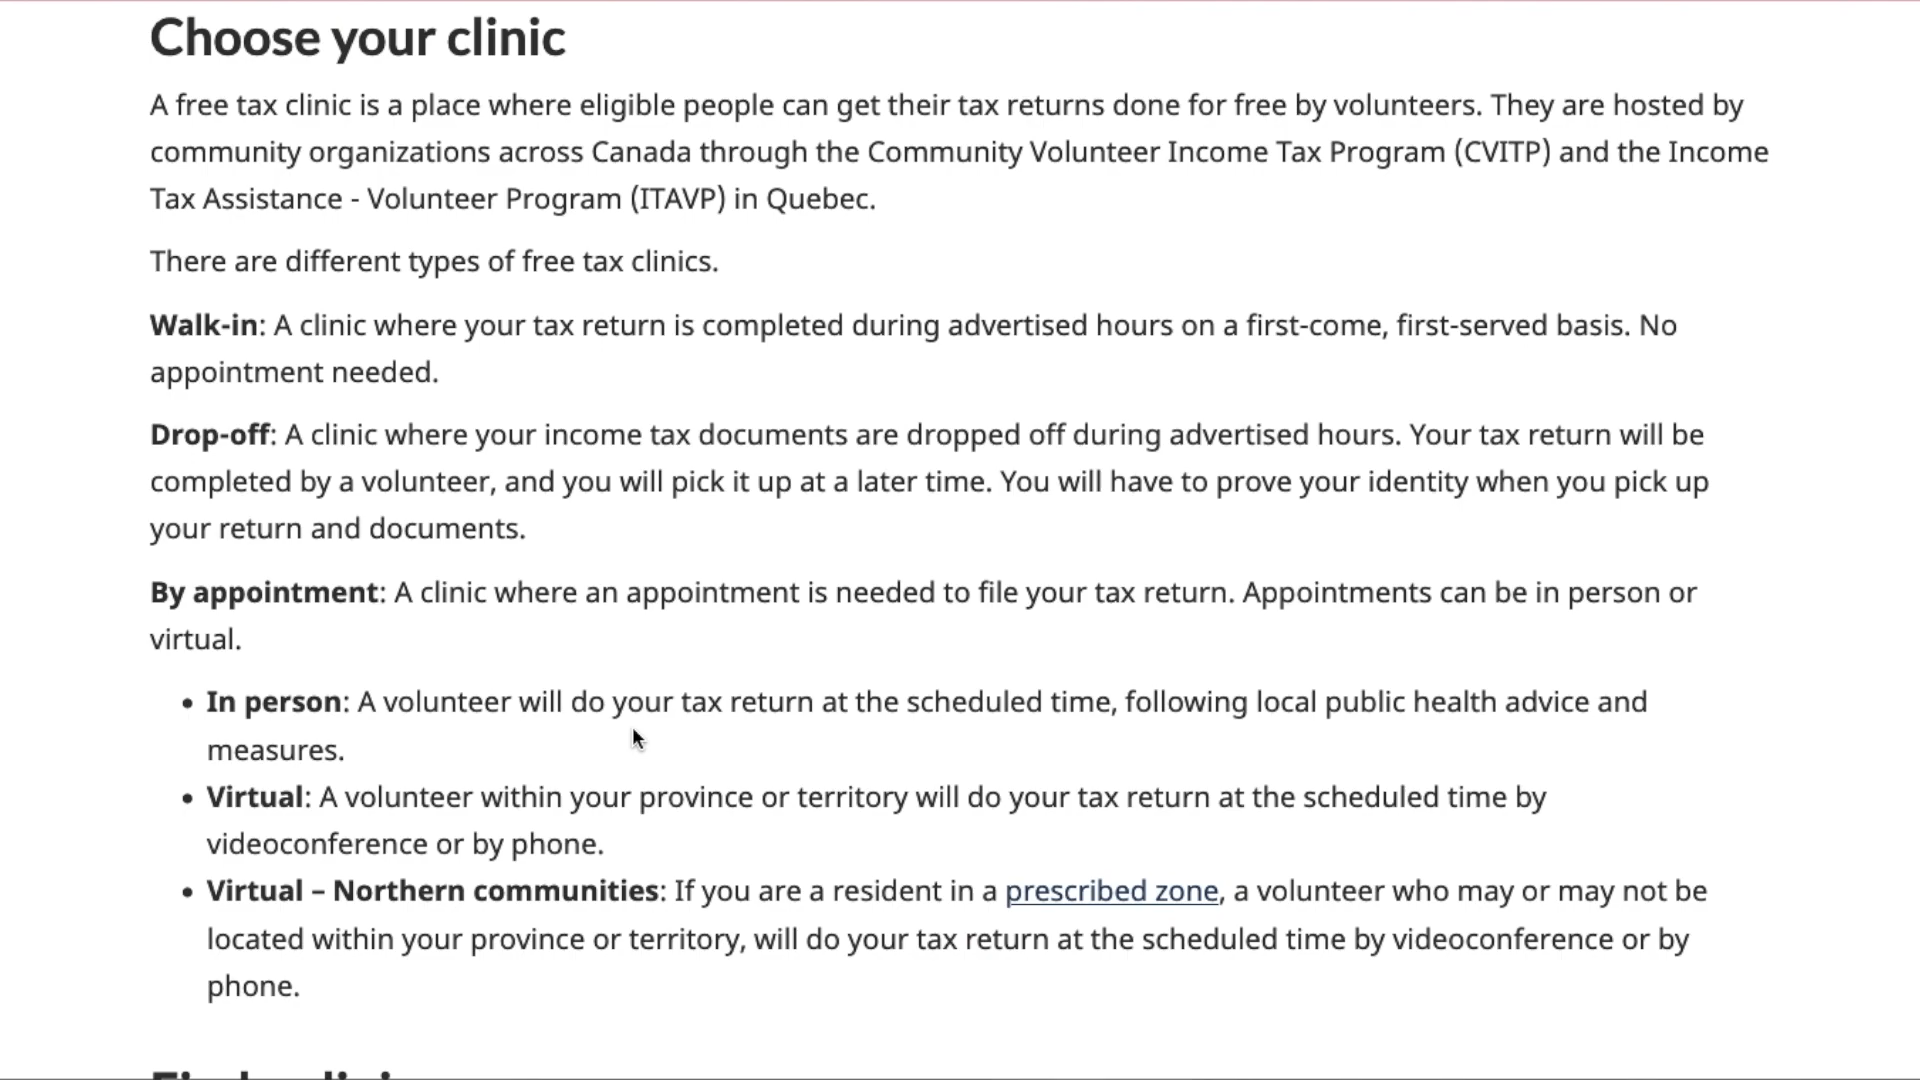 Choose your clinic
A free tax clinic is a place where eligible people can get their tax returns done for free by volunteers. They are hosted by
community organizations across Canada through the Community Volunteer Income Tax Program (CVITP) and the Income
Tax Assistance - Volunteer Program (ITAVP) in Quebec.
There are different types of free tax clinics.
Walk-in: A clinic where your tax return is completed during advertised hours on a first-come, first-served basis. No
appointment needed.
Drop-off: A clinic where your income tax documents are dropped off during advertised hours. Your tax return will be
completed by a volunteer, and you will pick it up at a later time. You will have to prove your identity when you pick up
your return and documents.
By appointment: A clinic where an appointment is needed to file your tax return. Appointments can be in person or
virtual.
• In person: A volunteer will do your tax return at the scheduled time, following local public health advice and
measures.
• Virtual: A volunteer within your province or territory will do your tax return at the scheduled time by
videoconference or by phone.
• Virtual – Northern communities: If you are a resident in a prescribed zone, a volunteer who may or may not be
located within your province or territory, will do your tax return at the scheduled time by videoconference or by
phone.